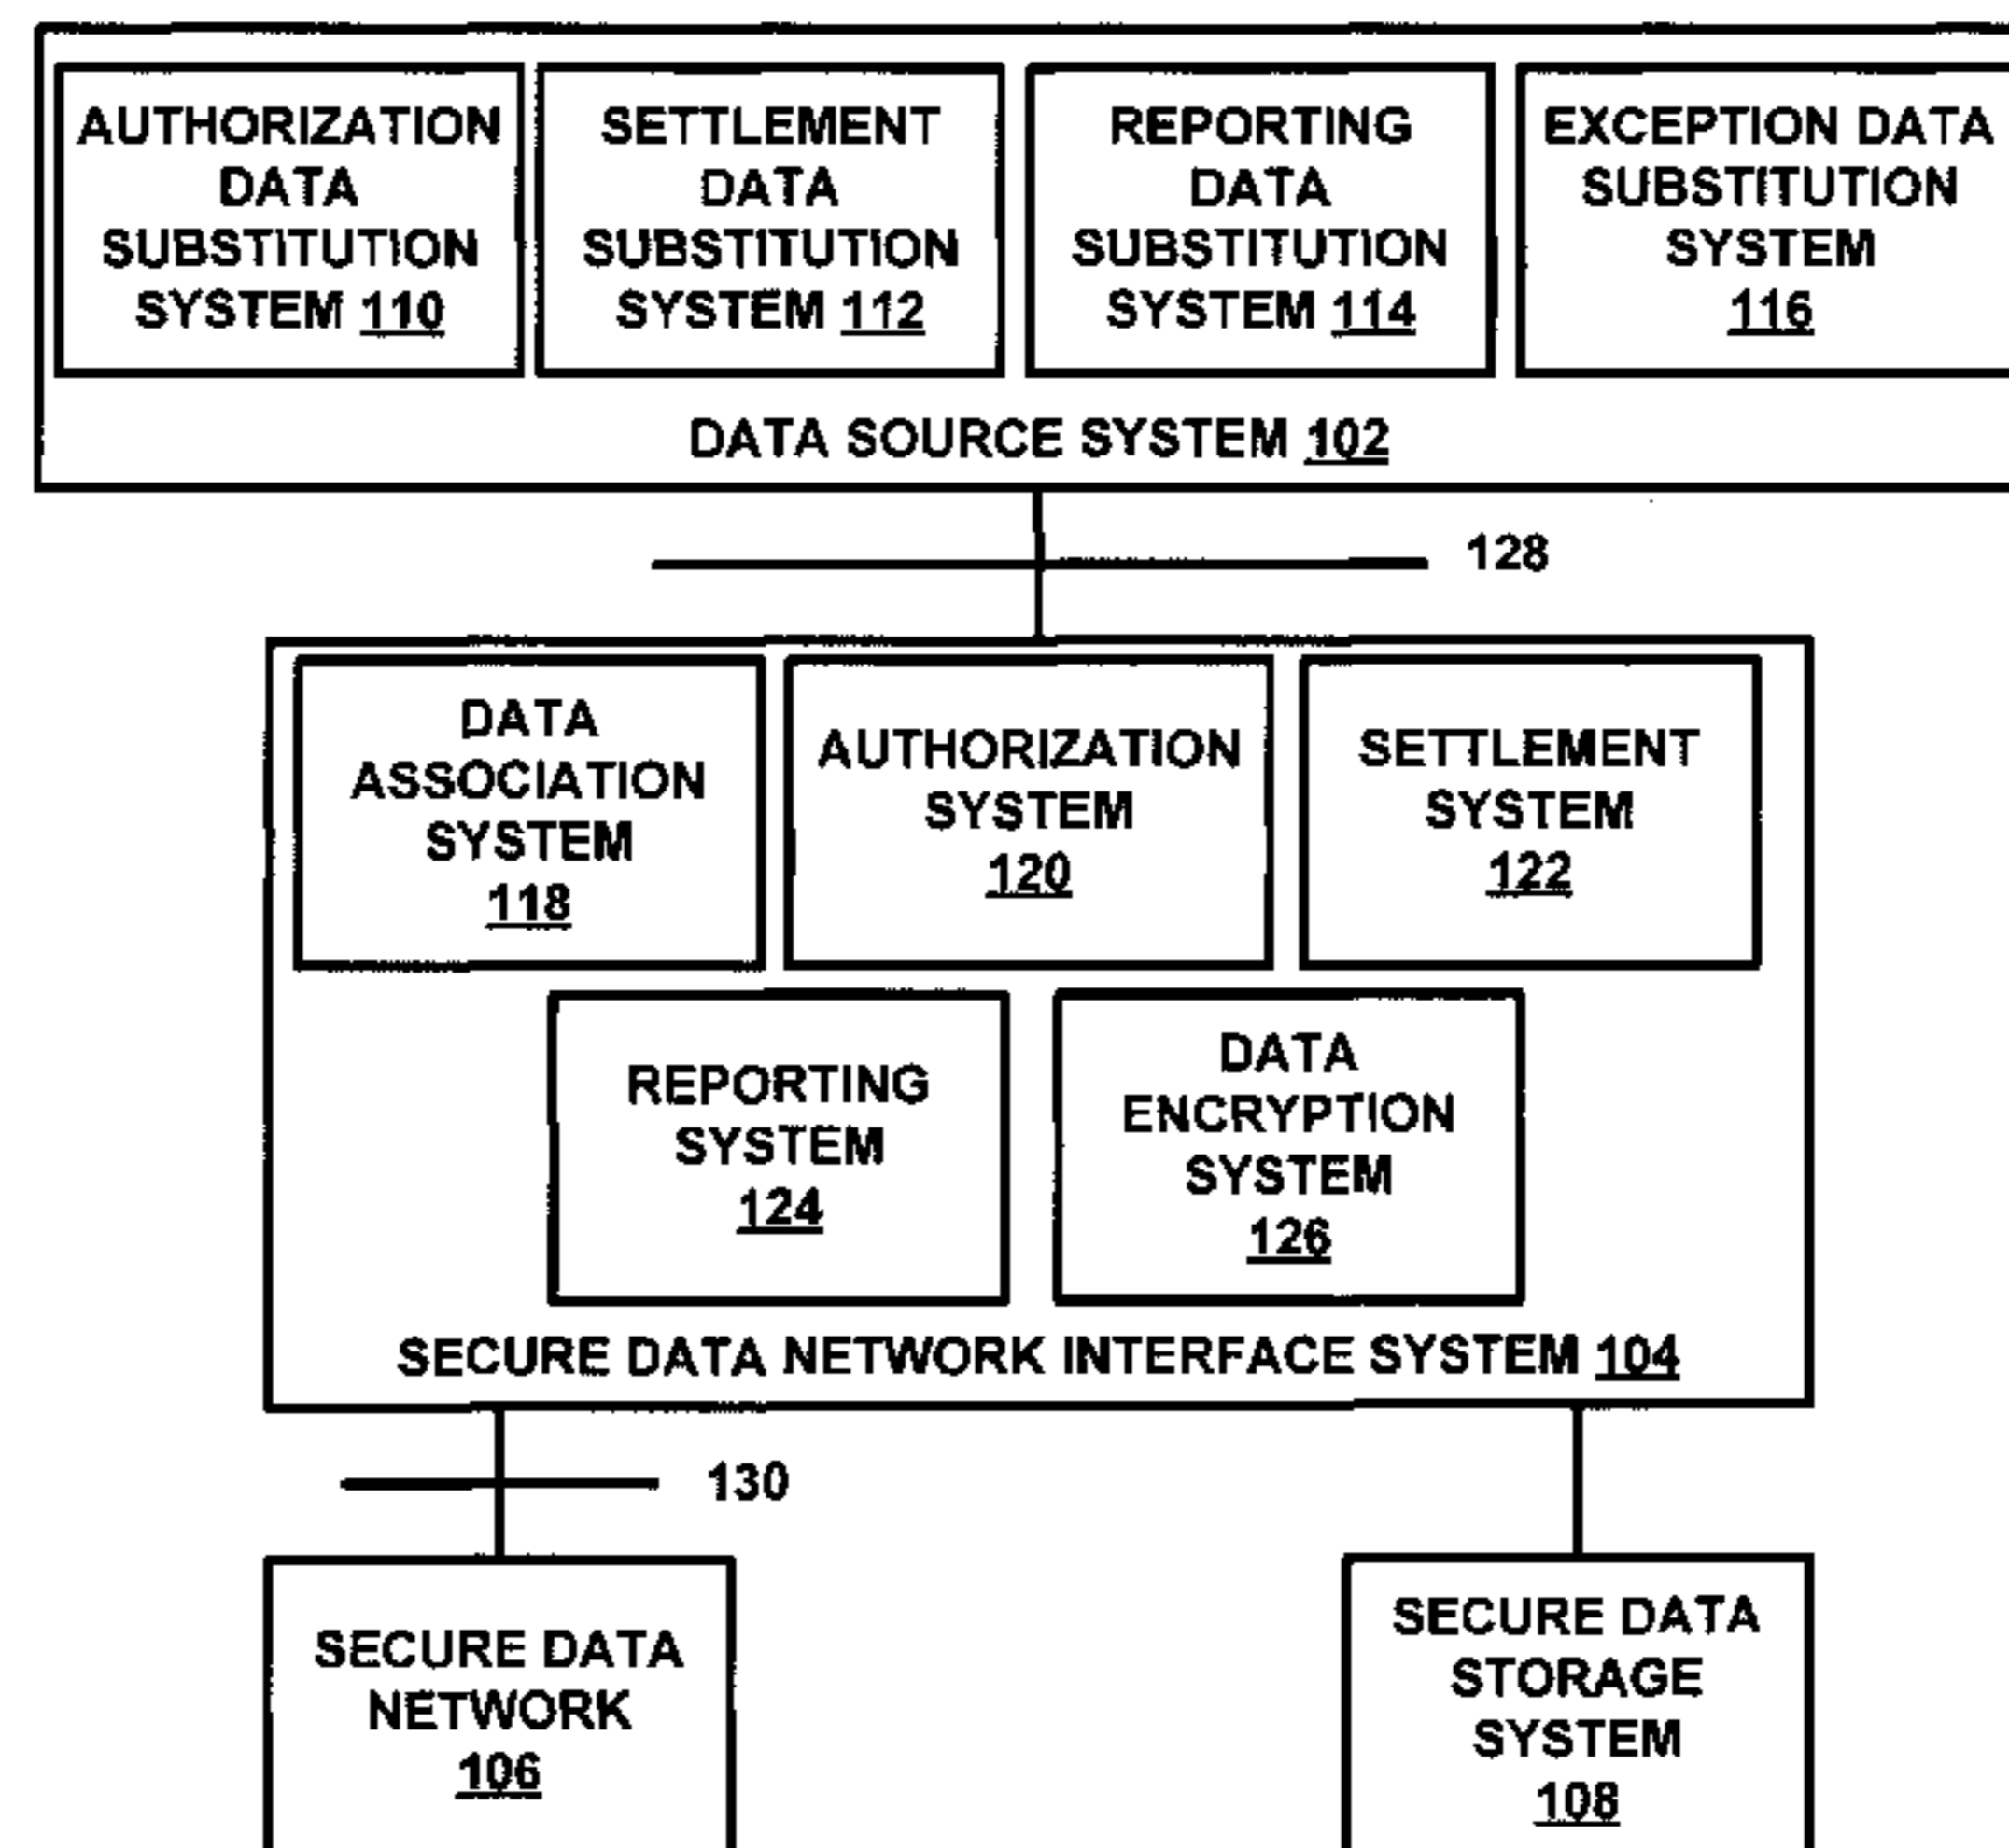 AUTHORIZATION
DATA
SUBSTITUTION
SYSTEM 110
SETTLEMENT
DATA
SUBSTITUTION
SYSTEM 112
REPORTING
DATA
SUBSTITUTION
SYSTEM 114
EXCEPTION DATA
SUBSTITUTION
SYSTEM
116
DATA SOURCE SYSTEM 102
128
DATA
ASSOCIATION
SYSTEM
118
AUTHORIZATION
SYSTEM
120
SETTLEMENT
SYSTEM
122
REPORTING
SYSTEM
124
DATA
ENCRYPTION
SYSTEM
126
SECURE DATA NETWORK INTERFACE SYSTEM 104
130
SECURE DATA
NETWORK
106
SECURE DATA
STORAGE
SYSTEM
108